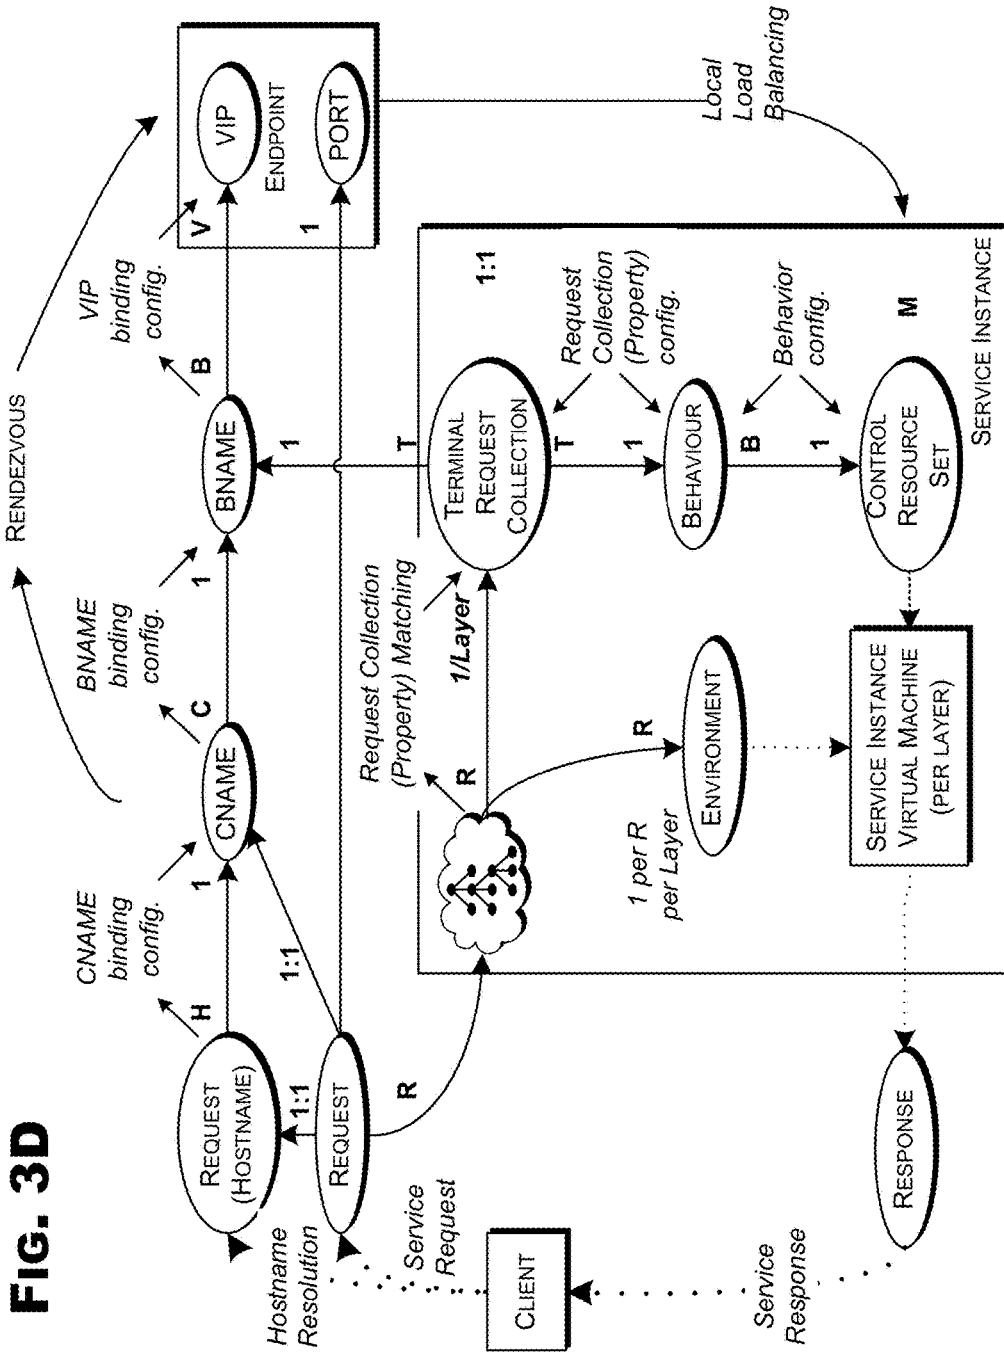 FIG. 3D
RENDEZVOUS
CNAME
binding
config.
BNAME
binding
config.
VIP
binding
config.
H
1
C
1
B
V
REQUEST
(HOSTNAME)
CNAME
BNAME
VIP
ENDPOINT
PORT
Hostname
Resolution
1:1
1:1
1
1
REQUEST
Service
Request
R
Request Collection
(Property) Matching
T
R
1/Layer
TERMINAL
REQUEST
COLLECTION
1:1
CLIENT
T
1
Request
Collection
(Property)
config.
R
1 per R
per Layer
ENVIRONMENT
BEHAVIOUR
Local
Load
Balancing
B
1
Behavior
config.
Service
Response
RESPONSE
SERVICE INSTANCE
VIRTUAL MACHINE
(PER LAYER)
CONTROL
RESOURCE
SET
M
SERVICE INSTANCE